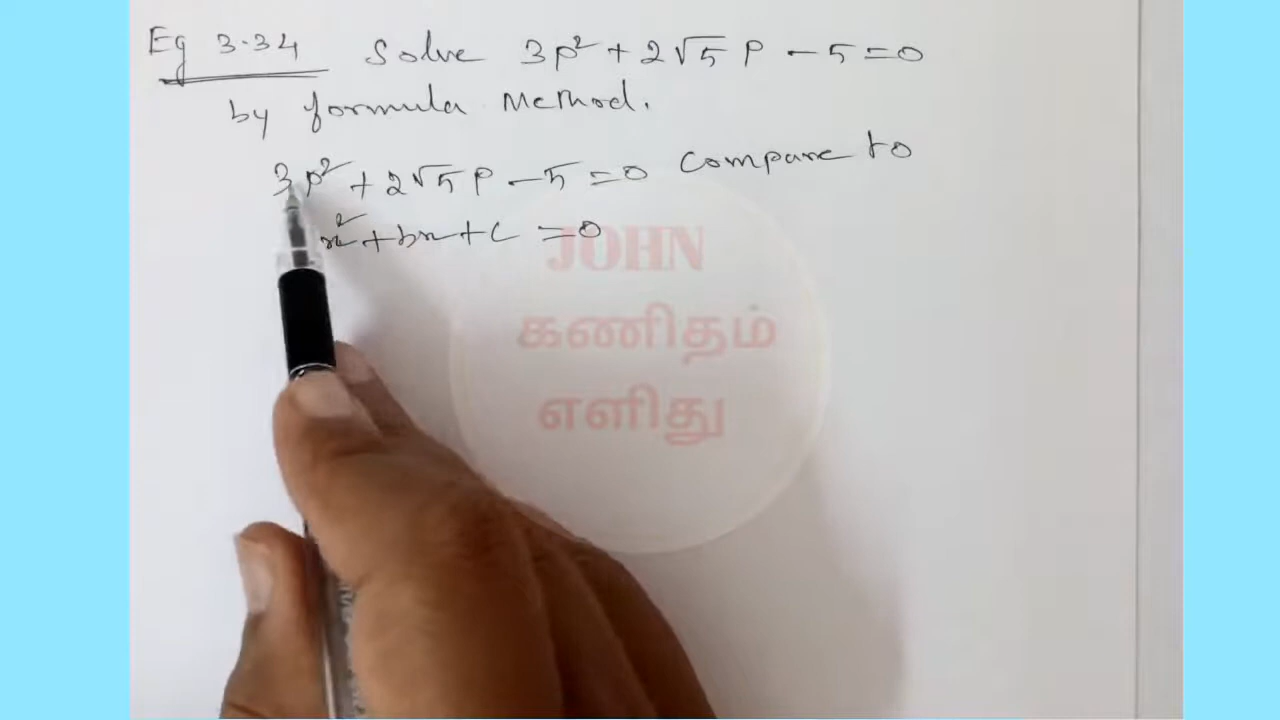 Eg 3.34 Solve 3p² + 2√5 P - 5 = 0
by formula Method.
3p² + 2√5 P - 5 = 0 Compare to
x² + bx + c = 0
JOHN
கணிதம்
எளிது